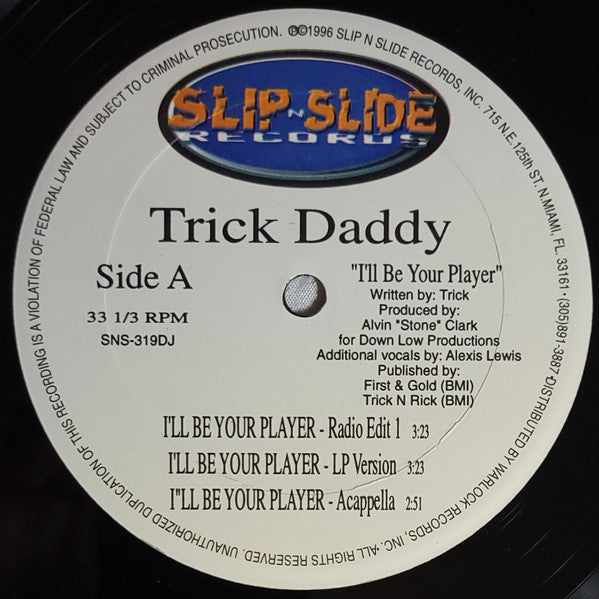 SLIP N SLIDE
RECORDS
Trick Daddy
Side A
33 1/3 RPM
SNS-319DJ
"I'll Be Your Player"
Written by: Trick
Produced by:
Alvin "Stone" Clark
for Down Low Productions
Additional vocals by: Alexis Lewis
Published by:
First & Gold (BMI)
Trick N Rick (BMI)
I'LL BE YOUR PLAYER - Radio Edit 1 3:23
I'LL BE YOUR PLAYER - LP Version 3:23
I"LL BE YOUR PLAYER - Acappella 2:51
℗©1996 SLIP N SLIDE RECORDS, INC. 715 N.E. 125th ST. N.MIAMI, FL. 33161 · (305)891-3887 · DISTRIBUTED BY WARLOCK RECORDS, INC. · ALL RIGHTS RESERVED. UNAUTHORIZED DUPLICATION OF THIS RECORDING IS A VIOLATION OF FEDERAL LAW AND SUBJECT TO CRIMINAL PROSECUTION.